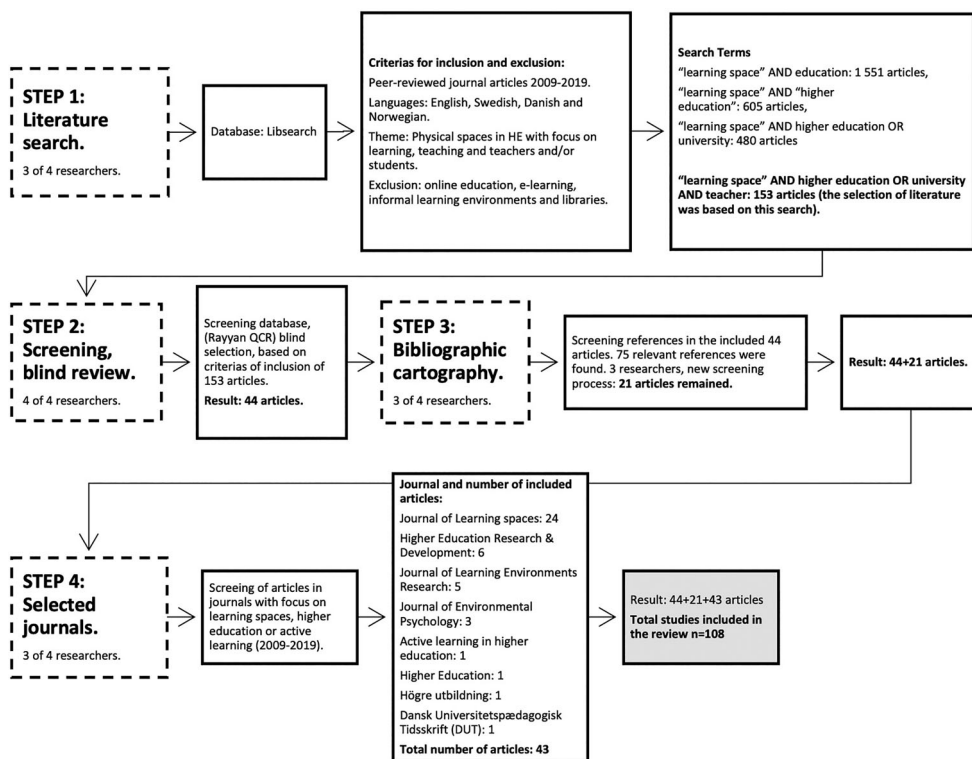 STEP 1:
Literature
search.
3 of 4 researchers.
Database: Libsearch
Criterias for inclusion and exclusion:
Peer-reviewed journal articles 2009-2019.
Languages: English, Swedish, Danish and
Norwegian.
Theme: Physical spaces in HE with focus on
learning, teaching and teachers and/or
students.
Exclusion: online education, e-learning,
informal learning environments and libraries.
Search Terms
“learning space” AND education: 1 551 articles,
“learning space” AND “higher
education”: 605 articles,
“learning space” AND higher education OR
university: 480 articles
“learning space” AND higher education OR university
AND teacher: 153 articles (the selection of literature
was based on this search).
STEP 2:
Screening,
blind review.
4 of 4 researchers.
Screening database,
(Rayyan QCR) blind
selection, based on
criterias of inclusion of
153 articles.
Result: 44 articles.
STEP 3:
Bibliographic
cartography.
3 of 4 researchers.
Screening references in the included 44
articles. 75 relevant references were
found. 3 researchers, new screening
process: 21 articles remained.
Result: 44+21 articles.
STEP 4:
Selected
journals.
3 of 4 researchers.
Screeing of articles in
journals with focus on
learning spaces, higher
education or active
learning (2009-2019).
Journal and number of included
articles:
Journal of Learning spaces: 24
Higher Education Research &
Development: 6
Journal of Learning Environments
Research: 5
Journal of Environmental
Psychology: 3
Active learning in higher
education: 1
Higher Education: 1
Högre utbildning: 1
Dansk Universitetspædagogisk
Tidsskrift (DUT): 1
Total number of articles: 43
Result: 44+21+43 articles
Total studies included in
the review n=108